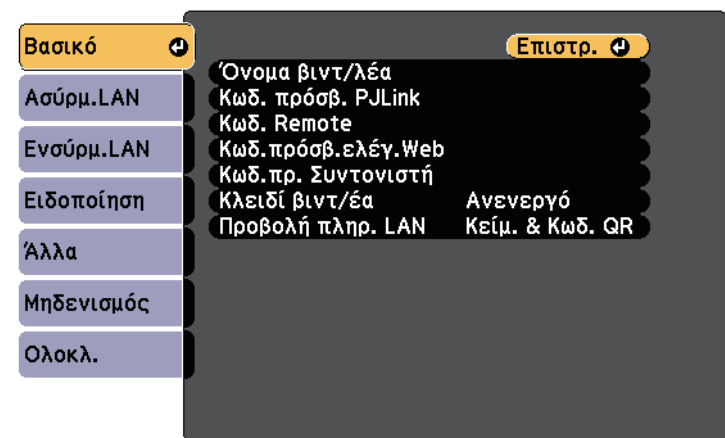 Βασικό
Ασύρμ.LAN
Ενσύρμ.LAN
Ειδοποίηση
Άλλα
Μηδενισμός
Ολοκλ.
Επιστρ.
Όνομα βιντ/λέα
Κωδ. πρόσβ. PJLink
Κωδ. Remote
Κωδ.πρόσβ.ελέγ.Web
Κωδ.πρ. Συντονιστή
Κλειδί βιντ/έα Ανενεργό
Προβολή πληρ. LAN Κείμ. & Κωδ. QR